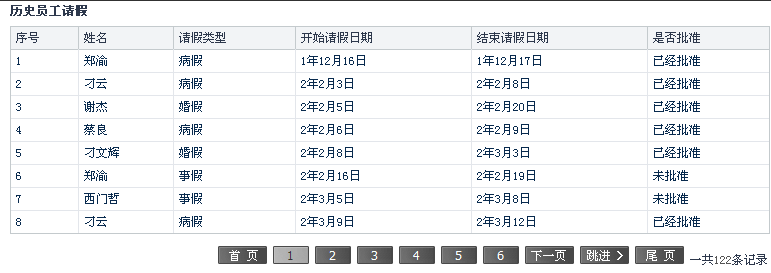 历史员工请假
序号 姓名 请假类型 开始请假日期 结束请假日期 是否批准
1 郑渝 病假 1年12月16日 1年12月17日 已经批准
2 刁云 病假 2年2月3日 2年2月8日 已经批准
3 谢杰 婚假 2年2月5日 2年2月20日 已经批准
4 蔡良 病假 2年2月6日 2年2月9日 已经批准
5 刁文辉 婚假 2年2月8日 2年3月3日 已经批准
6 郑渝 事假 2年2月16日 2年2月19日 未批准
7 西门哲 事假 2年3月5日 2年3月8日 未批准
8 刁云 病假 2年3月9日 2年3月12日 已经批准
首 页 1 2 3 4 5 6 下一页 跳进 > 尾 页 一共122条记录